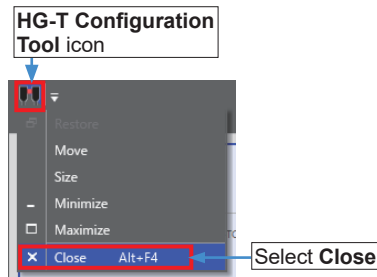 HG-T Configuration
Tool icon
Restore
Move
Size
Minimize
Maximize
Close Alt+F4
Select Close